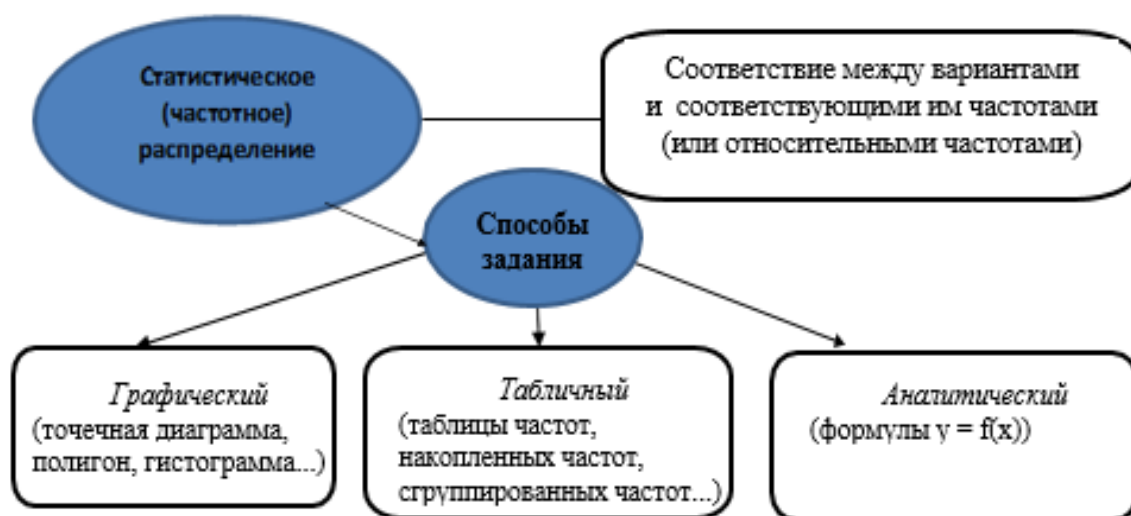 Статистическое
(частотное)
распределение
Соответствие между вариантами
и соответствующими им частотами
(или относительными частотами)
Способы
задания
Графический
(точечная диаграмма,
полигон, гистограмма...)
Табличный
(таблицы частот,
накопленных частот,
сгруппированных частот...)
Аналитический
(формулы y = f(x))